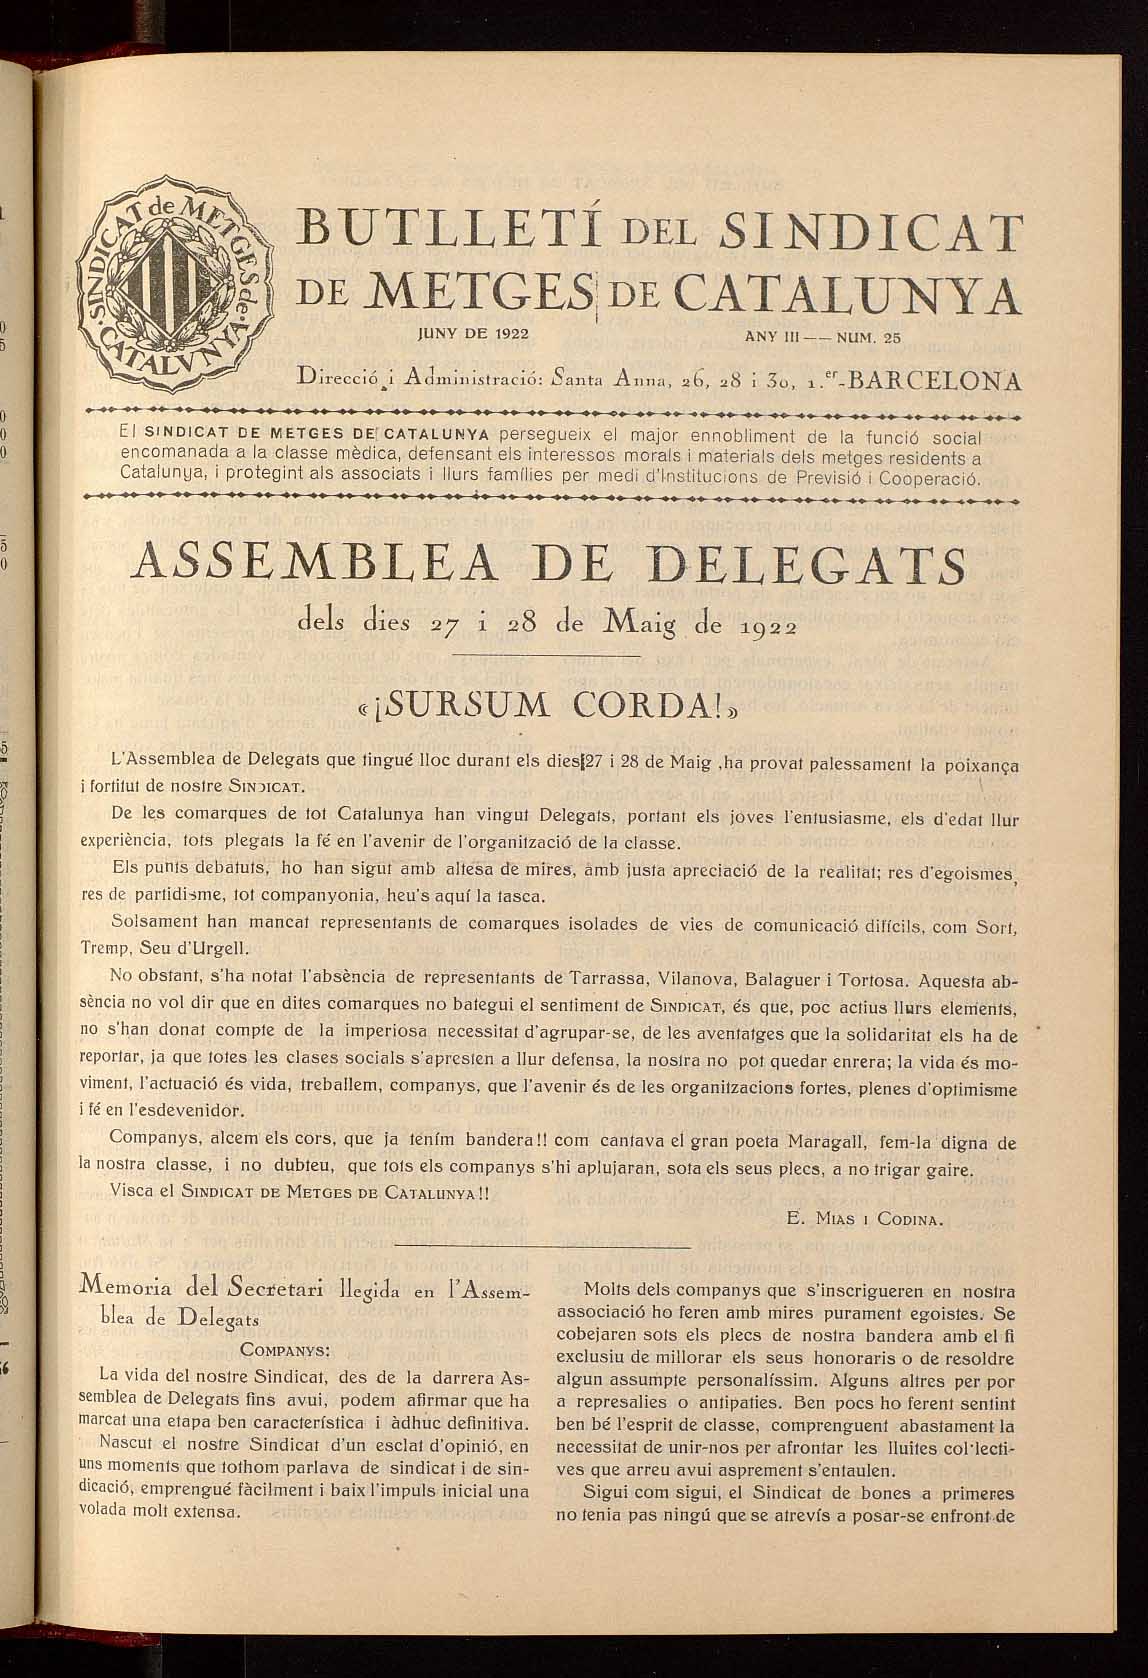 SINDICAT de METGES de CATALVNYA
BUTLLETÍ DEL SINDICAT
DE METGES DE CATALUNYA
JUNY DE 1922 ANY III —— NUM. 25
Direcció i Administració: Santa Anna, 26, 28 i 30, 1.er-BARCELONA
El SINDICAT DE METGES DE CATALUNYA persegueix el major ennobliment de la funció social
encomanada a la classe mèdica, defensant els interessos morals i materials dels metges residents a
Catalunya, i protegint als associats i llurs famílies per medi d'Institucions de Previsió i Cooperació.
ASSEMBLEA DE DELEGATS
dels dies 27 i 28 de Maig de 1922
«¡SURSUM CORDA!»
L'Assemblea de Delegats que tingué lloc durant els dies 27 i 28 de Maig ,ha provat palessament la poixança
i fortitut de nostre SINDICAT.
De les comarques de tot Catalunya han vingut Delegats, portant els joves l'entusiasme, els d'edat llur
experiència, tots plegats la fé en l'avenir de l'organització de la classe.
Els punts debatuts, ho han sigut amb altesa de mires, amb justa apreciació de la realitat; res d'egoismes,
res de partidisme, tot companyonia, heu's aquí la tasca.
Solsament han mancat representants de comarques isolades de vies de comunicació difícils, com Sort,
Tremp, Seu d'Urgell.
No obstant, s'ha notat l'absència de representants de Tarrassa, Vilanova, Balaguer i Tortosa. Aquesta ab-
sència no vol dir que en dites comarques no bategui el sentiment de SINDICAT, és que, poc actius llurs elements,
no s'han donat compte de la imperiosa necessitat d'agrupar-se, de les aventatges que la solidaritat els ha de
reportar, ja que totes les clases socials s'apresten a llur defensa, la nostra no pot quedar enrera; la vida és mo-
viment, l'actuació és vida, treballem, companys, que l'avenir és de les organitzacions fortes, plenes d'optimisme
i fé en l'esdevenidor.
Companys, alcem els cors, que ja tením bandera!! com cantava el gran poeta Maragall, fem-la digna de
la nostra classe, i no dubteu, que tots els companys s'hi aplujaran, sota els seus plecs, a no trigar gaire.
Visca el SINDICAT DE METGES DE CATALUNYA!!
E. MIAS I CODINA.
Memoria del Secretari llegida en l'Assem-
blea de Delegats
COMPANYS:
La vida del nostre Sindicat, des de la darrera As-
semblea de Delegats fins avui, podem afirmar que ha
marcat una etapa ben característica i àdhuc definitiva.
Nascut el nostre Sindicat d'un esclat d'opinió, en
uns moments que tothom parlava de sindicat i de sin-
dicació, emprengué fàcilment i baix l'impuls inicial una
volada molt extensa.
Molts dels companys que s'inscrigueren en nostra
associació ho feren amb mires purament egoistes. Se
cobejaren sots els plecs de nostra bandera amb el fi
exclusiu de millorar els seus honoraris o de resoldre
algun assumpte personalíssim. Alguns altres per por
a represalies o antipaties. Ben pocs ho ferent sentint
ben bé l'esprit de classe, comprenguent abastament la
necessitat de unir-nos per afrontar les lluites col·lecti-
ves que arreu avui asprement s'entaulen.
Sigui com sigui, el Sindicat de bones a primeres
no tenia pas ningú que se atrevís a posar-se enfront de